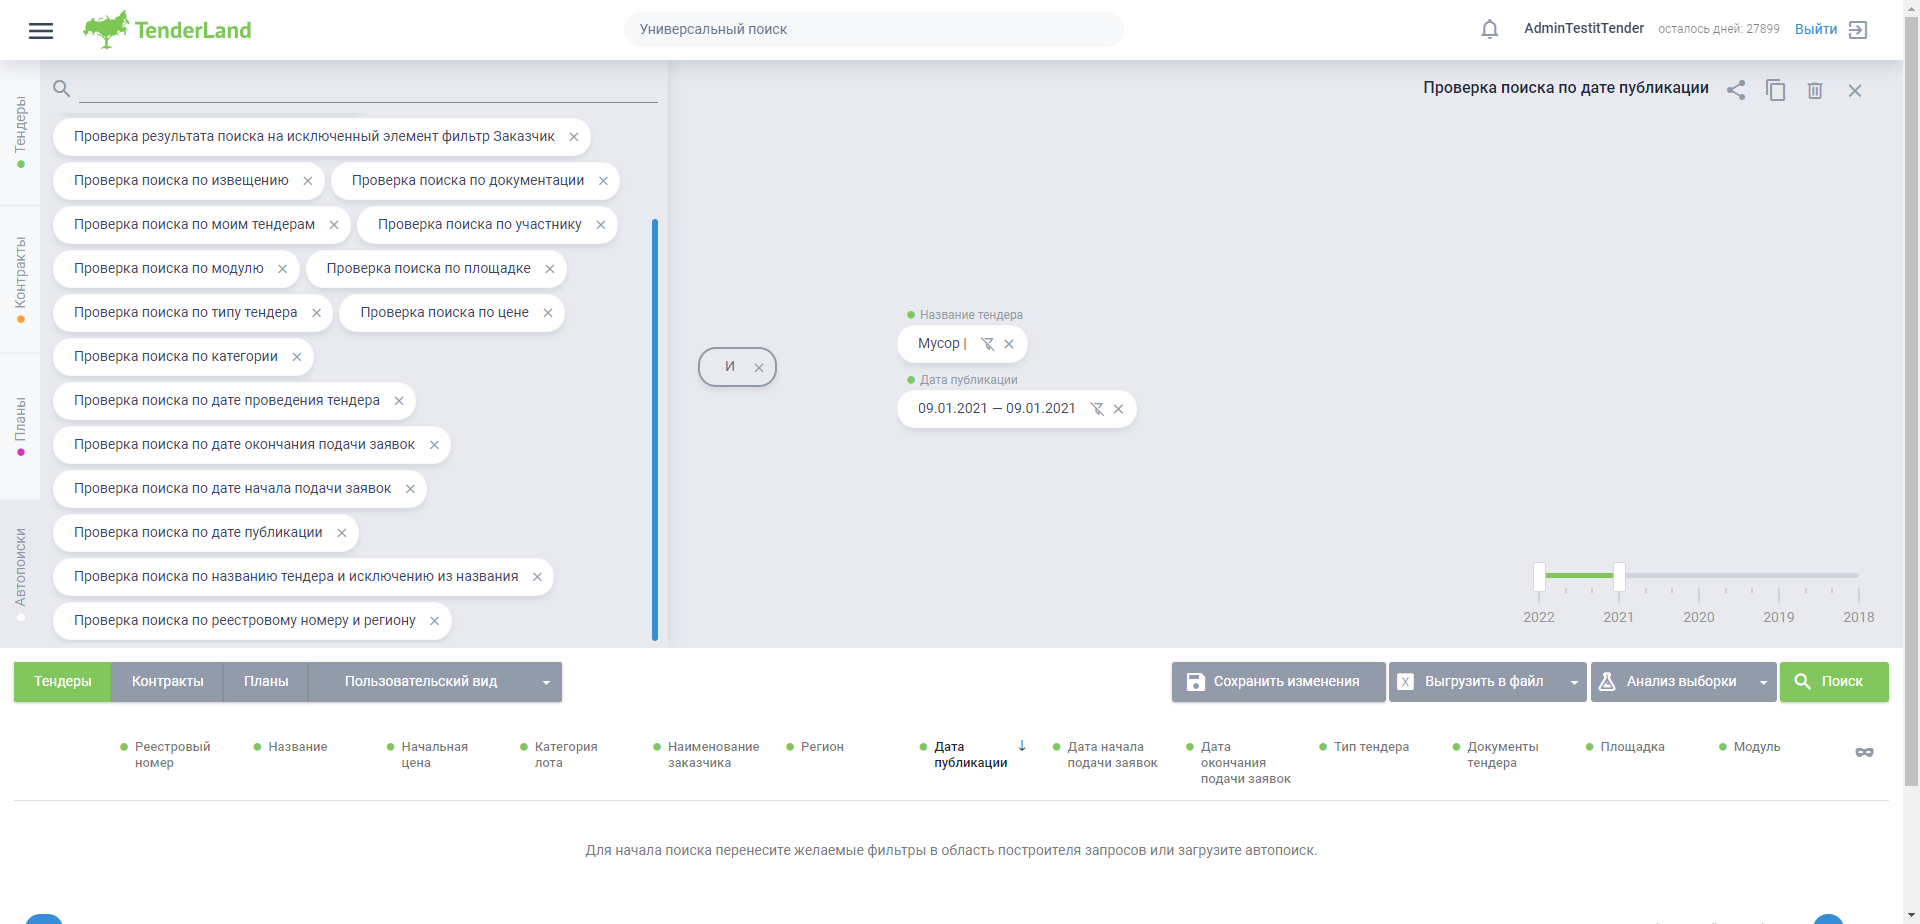 TenderLand
Универсальный поиск
AdminTestitTender
осталось дней: 27899
Выйти
Тендеры
Контракты
Планы
Автопоиски
Проверка результата поиска на исключенный элемент фильтр Заказчик
Проверка поиска по извещению
Проверка поиска по документации
Проверка поиска по моим тендерам
Проверка поиска по участнику
Проверка поиска по модулю
Проверка поиска по площадке
Проверка поиска по типу тендера
Проверка поиска по цене
Проверка поиска по категории
Проверка поиска по дате проведения тендера
Проверка поиска по дате окончания подачи заявок
Проверка поиска по дате начала подачи заявок
Проверка поиска по дате публикации
Проверка поиска по названию тендера и исключению из названия
Проверка поиска по реестровому номеру и региону
Проверка поиска по дате публикации
И
Название тендера
Мусор |
Дата публикации
09.01.2021 — 09.01.2021
2022
2021
2020
2019
2018
Тендеры
Контракты
Планы
Пользовательский вид
Сохранить изменения
X
Выгрузить в файл
Анализ выборки
Поиск
Реестровый
номер
Название
Начальная
цена
Категория
лота
Наименование
заказчика
Регион
Дата
публикации
Дата начала
подачи заявок
Дата
окончания
подачи заявок
Тип тендера
Документы
тендера
Площадка
Модуль
Для начала поиска перенесите желаемые фильтры в область построителя запросов или загрузите автопоиск.